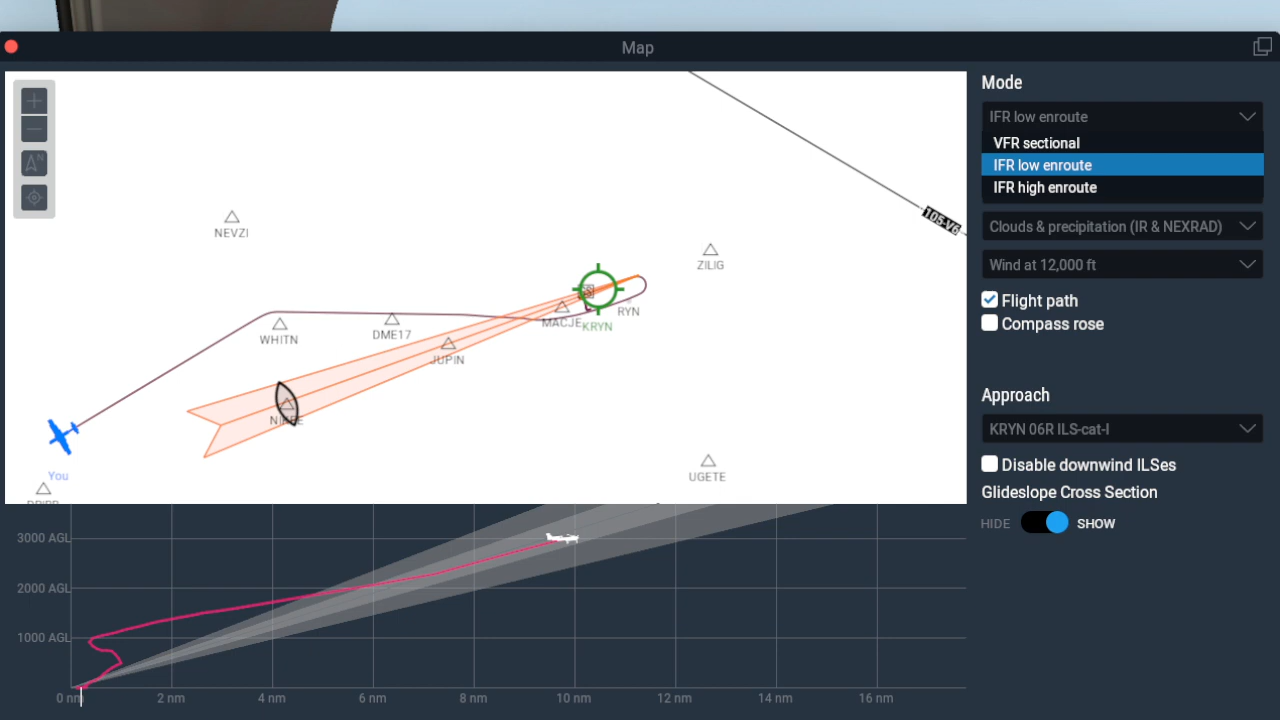 Map
N
NEVZI
105-V6
ZILIG
RYN
MACJE
KRYN
WHITN
DME17
JUPIN
You
UGETE
3000 AGL
2000 AGL
1000 AGL
0 nm
2 nm
4 nm
6 nm
8 nm
10 nm
12 nm
14 nm
16 nm
Mode
IFR low enroute
VFR sectional
IFR low enroute
IFR high enroute
Clouds & precipitation (IR & NEXRAD)
Wind at 12,000 ft
Flight path
Compass rose
Approach
KRYN 06R ILS-cat-I
Disable downwind ILSes
Glideslope Cross Section
HIDE SHOW